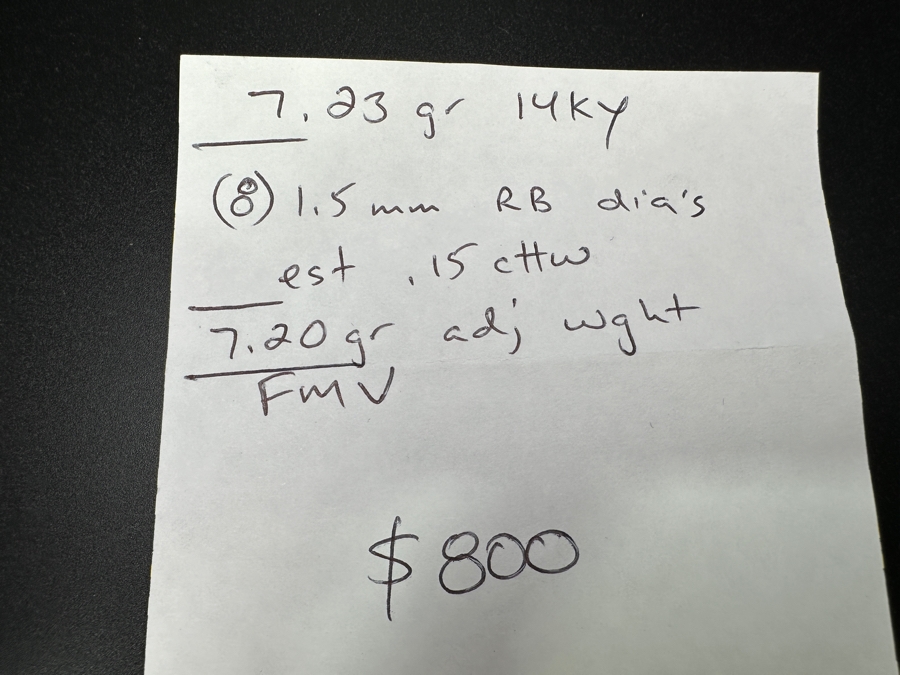 7.23 gr 14KY
(8) 1.5 mm RB dia's
est .15 cttw
7.20 gr adj wght
FMV
$800